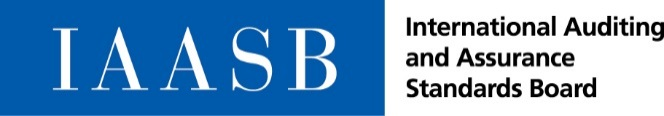 IAASB
International Auditing
and Assurance
Standards Board